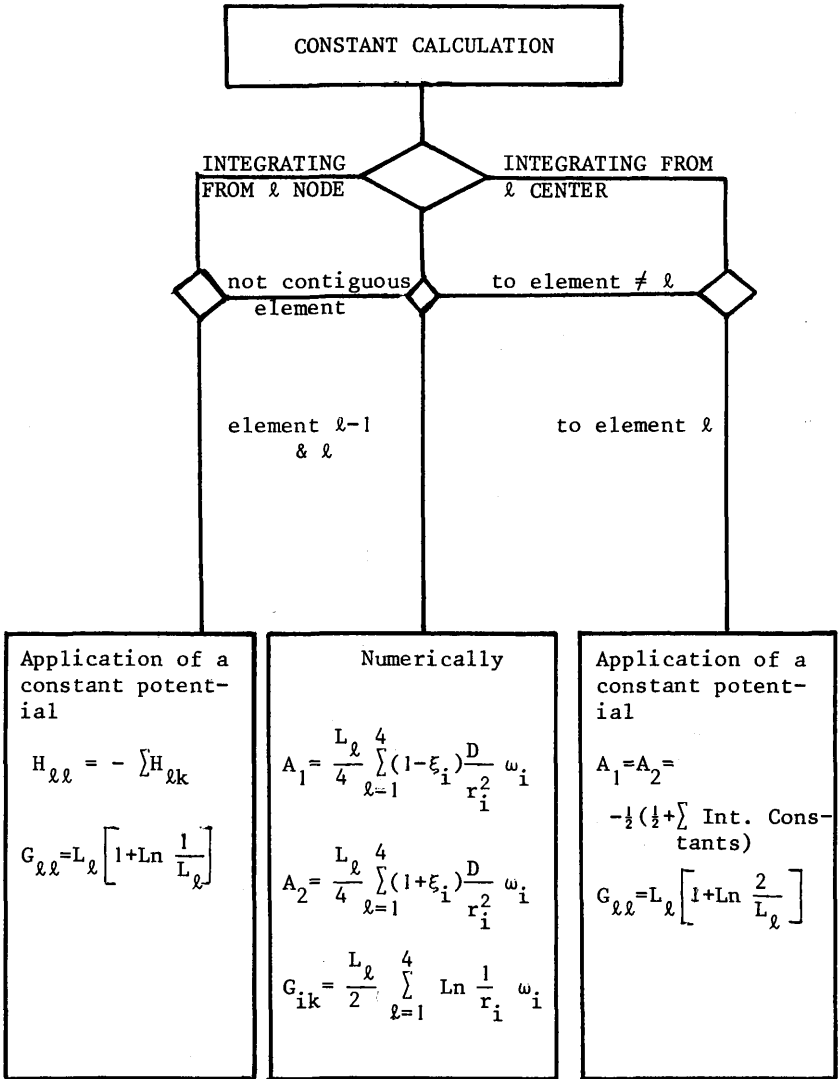 CONSTANT CALCULATION
INTEGRATING
FROM ℓ NODE
INTEGRATING FROM
ℓ CENTER
not contiguous
element
to element ≠ ℓ
element ℓ-1
& ℓ
to element ℓ
Application of a
constant potent-
ial
H_ℓℓ = - ∑H_ℓk
G_ℓℓ=L_ℓ[1+Ln 1/L_ℓ]
Numerically
A_1= L_ℓ/4 ∑_{ℓ=1}^{4} (1-ξ_i) D/r_i^2 ω_i
A_2= L_ℓ/4 ∑_{ℓ=1}^{4} (1+ξ_i) D/r_i^2 ω_i
G_ik= L_ℓ/2 ∑_{ℓ=1}^{4} Ln 1/r_i ω_i
Application of a
constant potent-
ial
A_1=A_2=
-½(½+∑ Int. Cons-
tants)
G_ℓℓ=L_ℓ[1+Ln 2/L_ℓ]